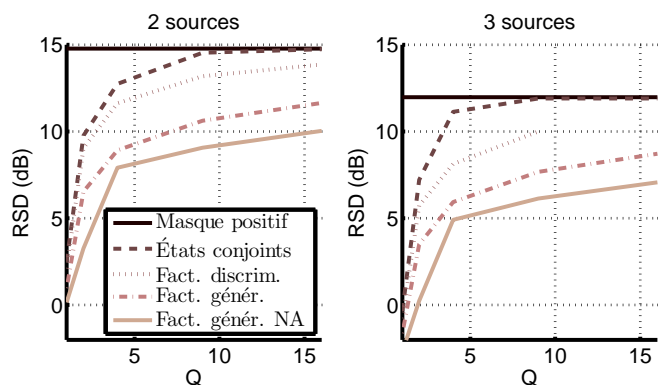 2 sources
15
10
5
0
RSD (dB)
5
10
15
Q
Masque positif
États conjoints
Fact. discrim.
Fact. génér.
Fact. génér. NA
3 sources
15
10
5
0
RSD (dB)
5
10
15
Q